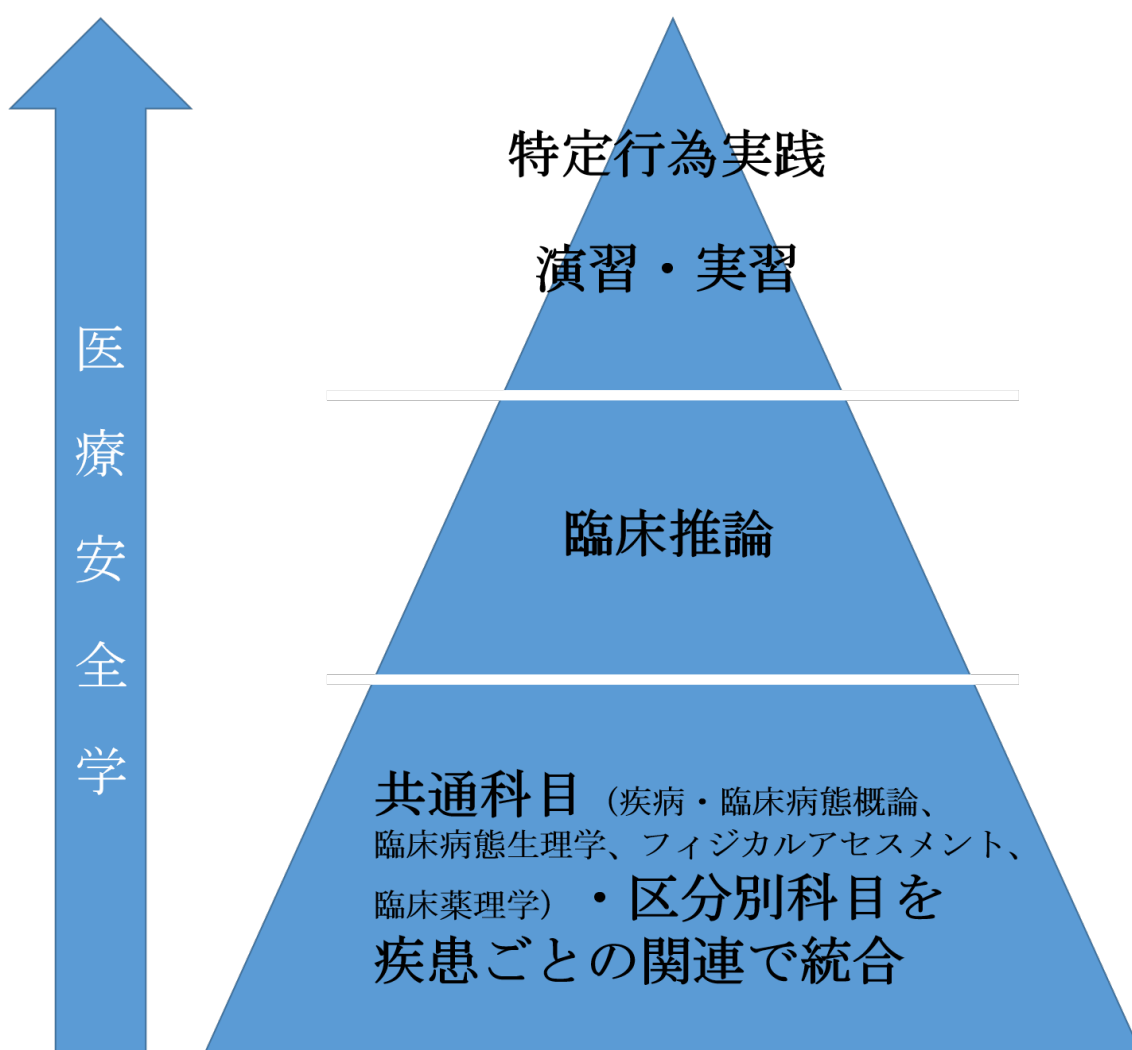 医療安全学
特定行為実践
演習・実習
臨床推論
共通科目（疾病・臨床病態概論、
臨床病態生理学、フィジカルアセスメント、
臨床薬理学）・区分別科目を
疾患ごとの関連で統合